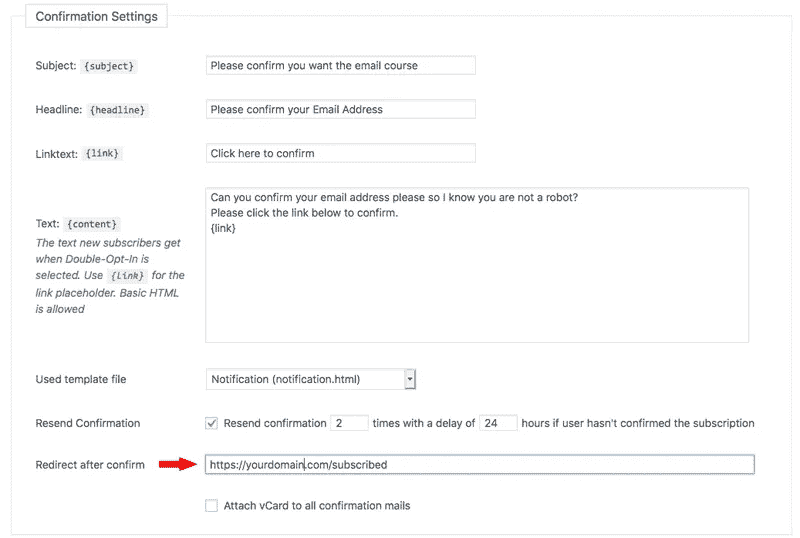 Confirmation Settings
Subject: {subject} Please confirm you want the email course
Headline: {headline} Please confirm your Email Address
Linktext: {link} Click here to confirm
Can you confirm your email address please so I know you are not a robot?
Please click the link below to confirm.
{link}
Text: {content}
The text new subscribers get
when Double-Opt-In is
selected. Use {link} for the
link placeholder. Basic HTML
is allowed
Used template file Notification (notification.html)
Resend Confirmation Resend confirmation 2 times with a delay of 24 hours if user hasn't confirmed the subscription
Redirect after confirm https://yourdomain.com/subscribed
Attach vCard to all confirmation mails